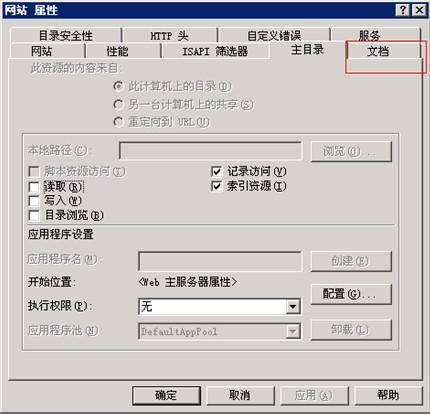 网站 属性
目录安全性 HTTP 头 自定义错误 服务
网站 性能 ISAPI 筛选器 主目录 文档
此资源的内容来自:
此计算机上的目录(D)
另一台计算机上的共享(S)
重定向到 URL(U)
本地路径(C): 浏览(O)...
脚本资源访问(T) 记录访问(V)
读取(R) 索引资源(I)
写入(W)
目录浏览(B)
应用程序设置
应用程序名(M): 创建(E)
开始位置: <Web 主服务器属性>
配置(G)...
执行权限(P): 无
应用程序池(N): DefaultAppPool 卸载(L)
确定 取消 应用(A) 帮助